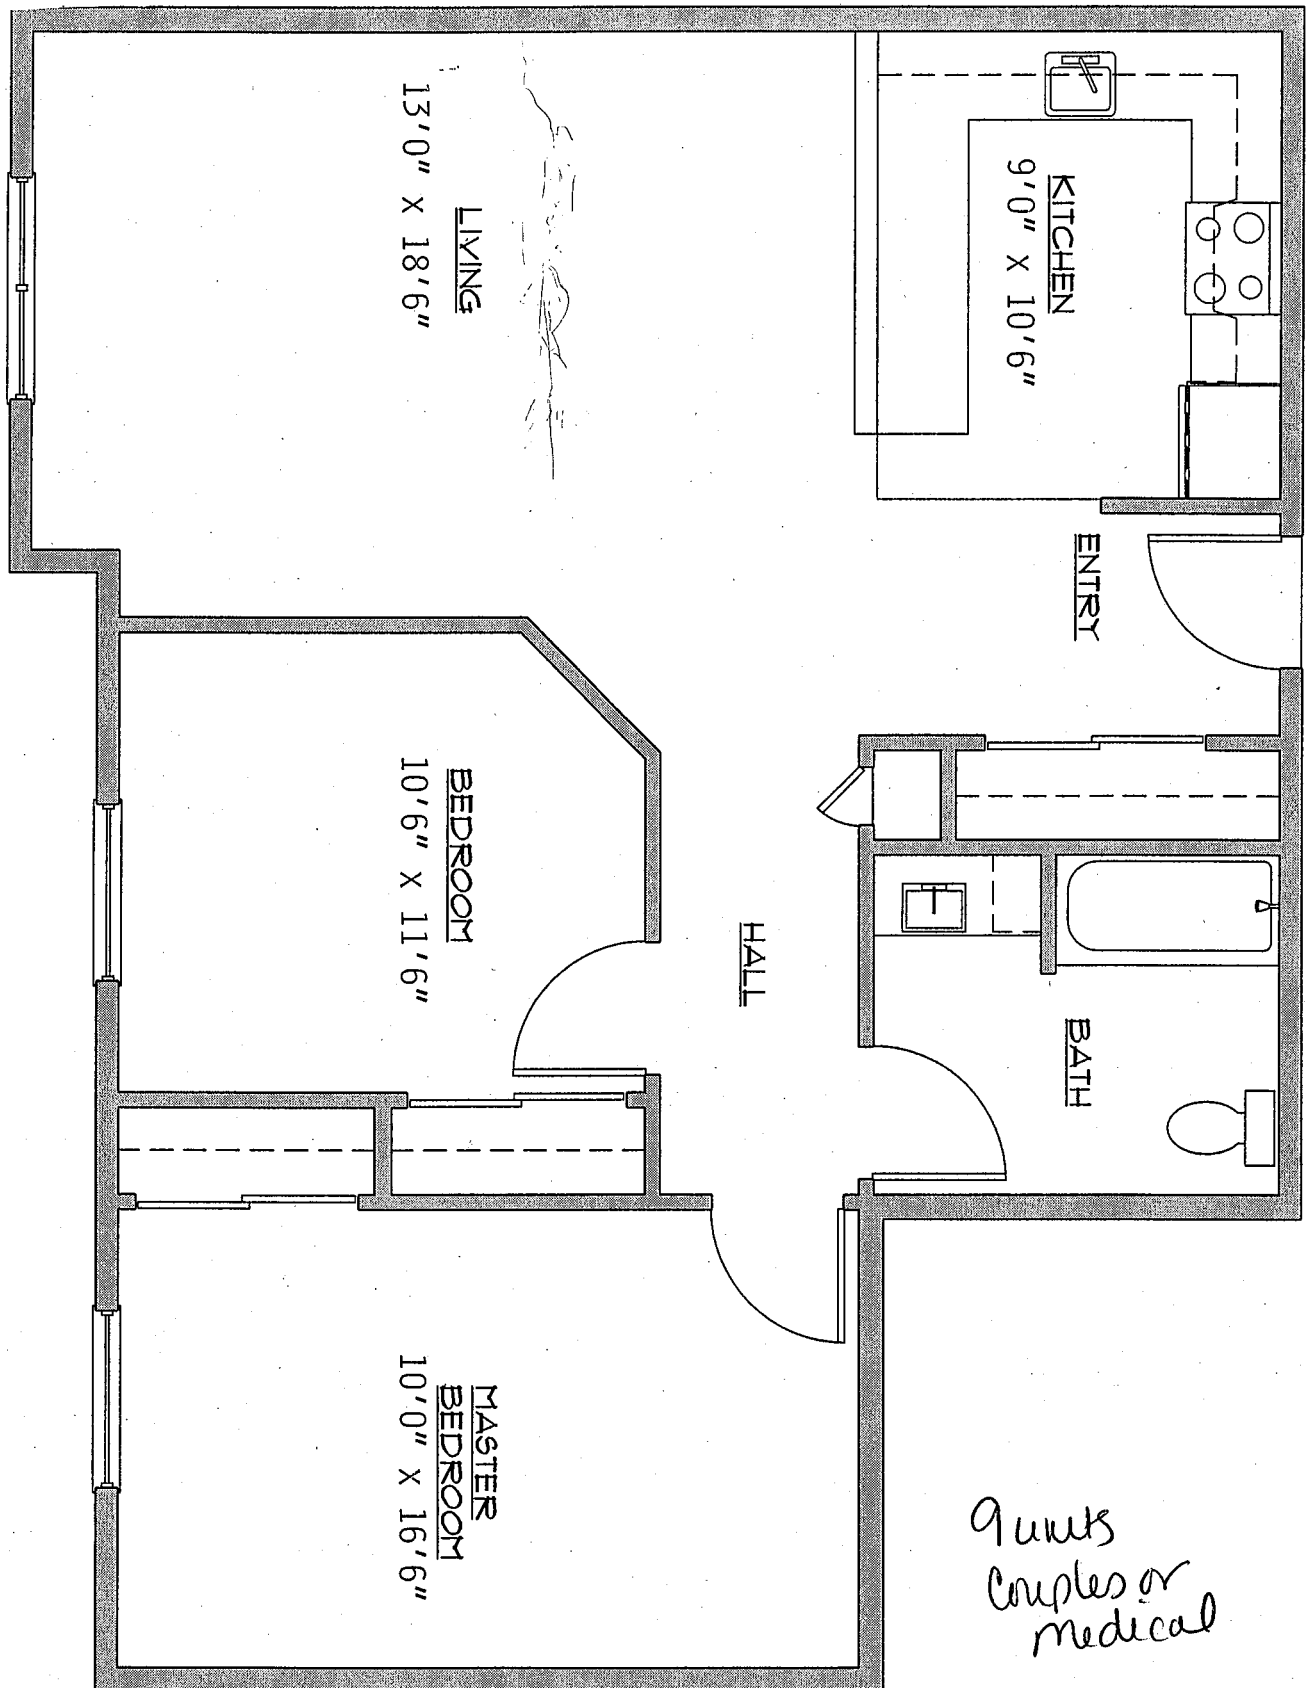 KITCHEN
9'0" X 10'6"
LIVING
13'0" X 18'6"
ENTRY
HALL
BATH
BEDROOM
10'6" X 11'6"
MASTER
BEDROOM
10'0" X 16'6"
9 units
Couples or
medical